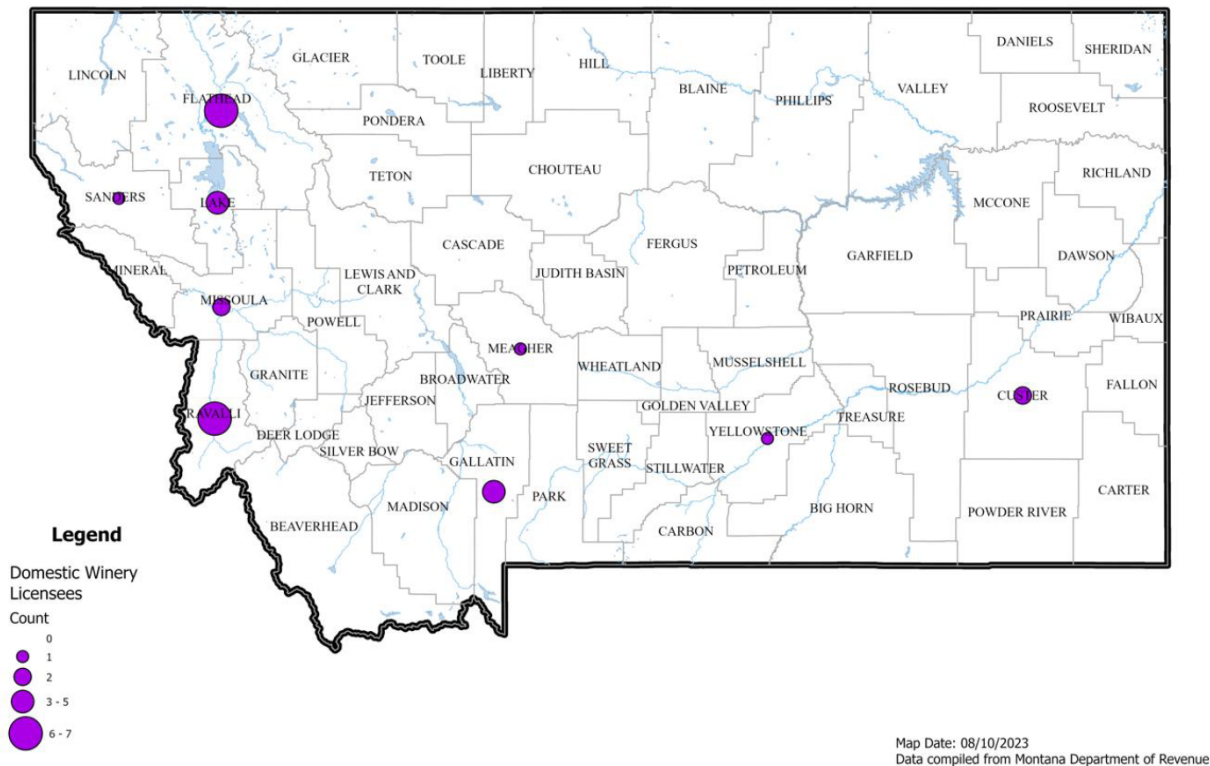 DANIELS
SHERIDAN
GLACIER
TOOLE
LIBERTY
HILL
LINCOLN
BLAINE
VALLEY
FLATHEAD
PHILLIPS
ROOSEVELT
PONDERA
CHOUTEAU
TETON
RICHLAND
SANDERS
LAKE
MCCONE
CASCADE
FERGUS
GARFIELD
DAWSON
MINERAL
LEWIS AND
CLARK
JUDITH BASIN
PETROLEUM
MISSOULA
POWELL
PRAIRIE
WIBAUX
MEAGHER
WHEATLAND
MUSSELSHELL
GRANITE
BROADWATER
ROSEBUD
FALLON
JEFFERSON
GOLDEN VALLEY
CUSTER
RAVALLI
TREASURE
DEER LODGE
YELLOWSTONE
SILVER BOW
GALLATIN
SWEET
GRASS
STILLWATER
PARK
CARTER
MADISON
BIG HORN
POWDER RIVER
BEAVERHEAD
CARBON
Legend
Domestic Winery
Licensees
Count
0
1
2
3 - 5
6 - 7
Map Date: 08/10/2023
Data compiled from Montana Department of Revenue